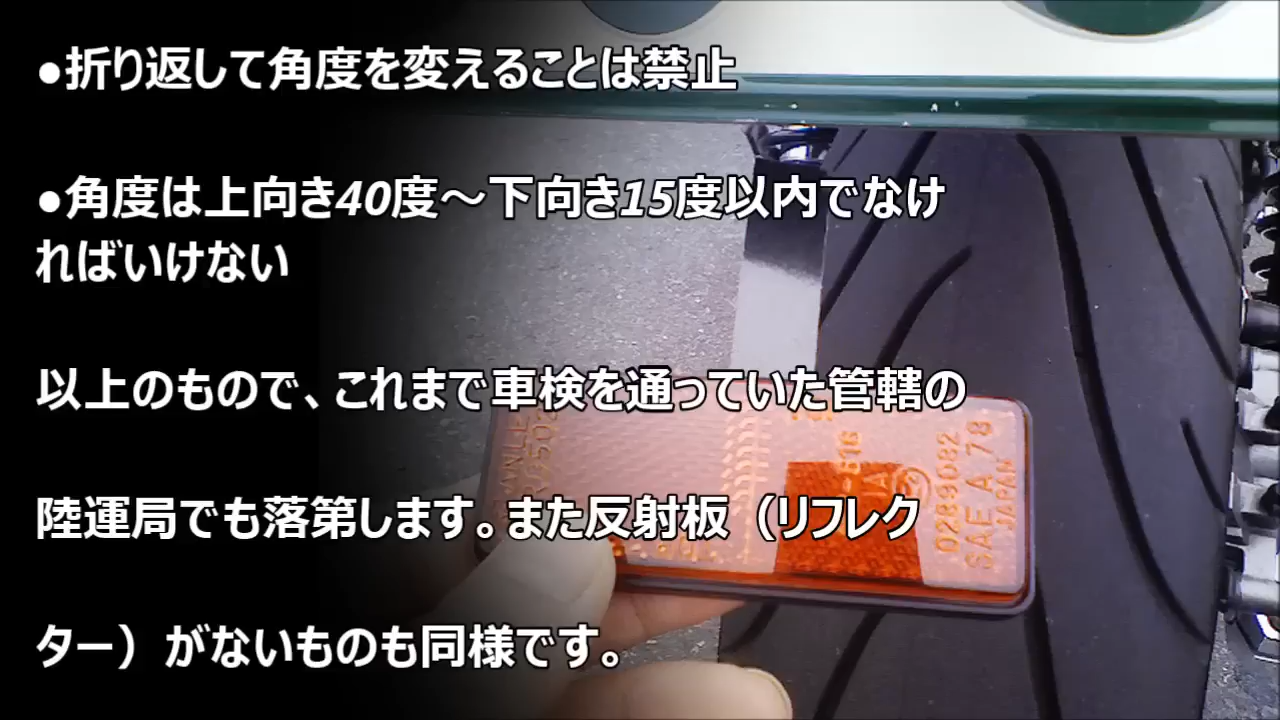 ●折り返して角度を変えることは禁止
●角度は上向き40度～下向き15度以内でなけ
ればいけない
以上のもので、これまで車検を通っていた管轄の
陸運局でも落第します。また反射板（リフレク
ター）がないものも同様です。
0289082
SAE A 78
JAPAN